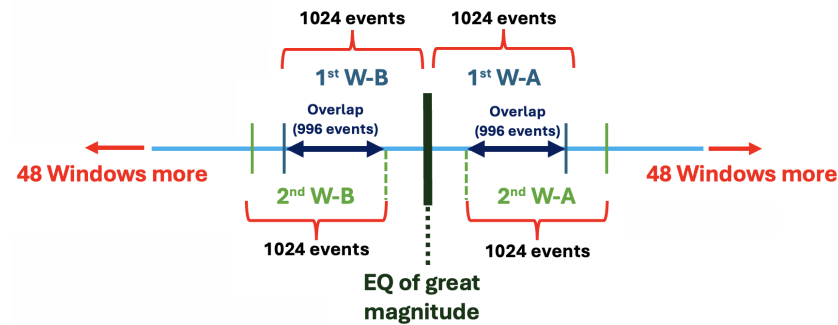 1024 events
1024 events
1st W-B
1st W-A
Overlap
(996 events)
Overlap
(996 events)
48 Windows more
48 Windows more
2nd W-B
2nd W-A
1024 events
1024 events
EQ of great
magnitude